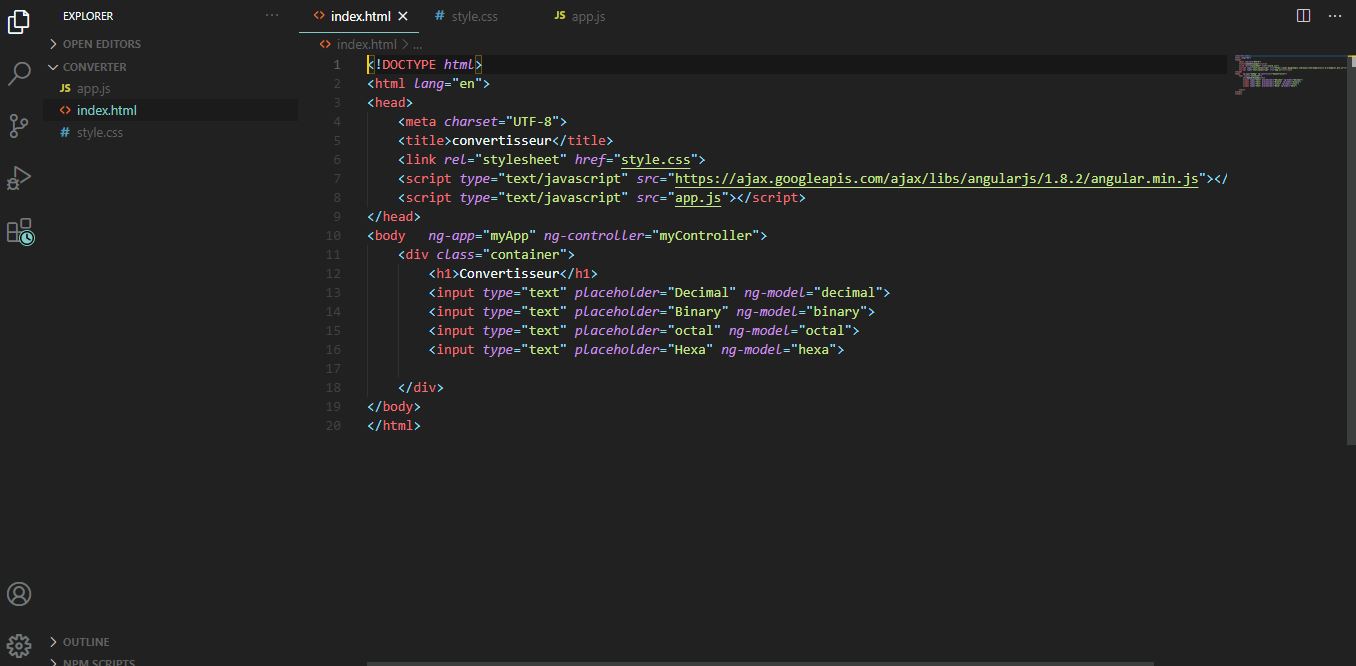 EXPLORER
···
index.html
# style.css
JS app.js
···
OPEN EDITORS
index.html > ...
CONVERTER
JS app.js
index.html
# style.css
1 <!DOCTYPE html>
2 <html lang="en">
3 <head>
4 <meta charset="UTF-8">
5 <title>convertisseur</title>
6 <link rel="stylesheet" href="style.css">
7 <script type="text/javascript" src="https://ajax.googleapis.com/ajax/libs/angularjs/1.8.2/angular.min.js"></
8 <script type="text/javascript" src="app.js"></script>
9 </head>
10 <body   ng-app="myApp" ng-controller="myController">
11 <div class="container">
12 <h1>Convertisseur</h1>
13 <input type="text" placeholder="Decimal" ng-model="decimal">
14 <input type="text" placeholder="Binary" ng-model="binary">
15 <input type="text" placeholder="octal" ng-model="octal">
16 <input type="text" placeholder="Hexa" ng-model="hexa">
17
18 </div>
19 </body>
20 </html>
OUTLINE
NPM SCRIPTS